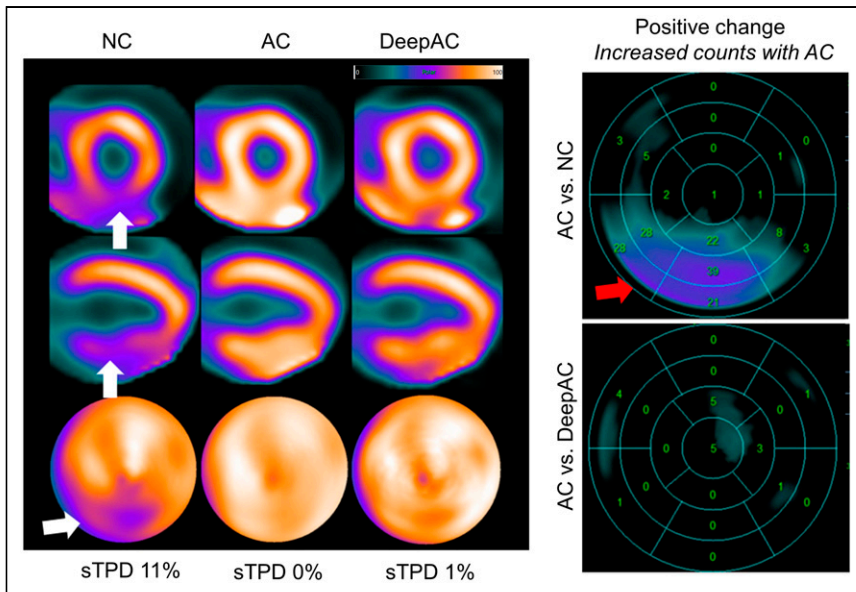 NC AC DeepAC
0 100
sTPD 11% sTPD 0% sTPD 1%
Positive change
Increased counts with AC
AC vs. NC
0
0
3 0
5 0 1
2 1 1
28 28 22 8 3
39
21
AC vs. DeepAC
0
0
4 5 1
0 0
5 3
1 0 0 1 0
0
0